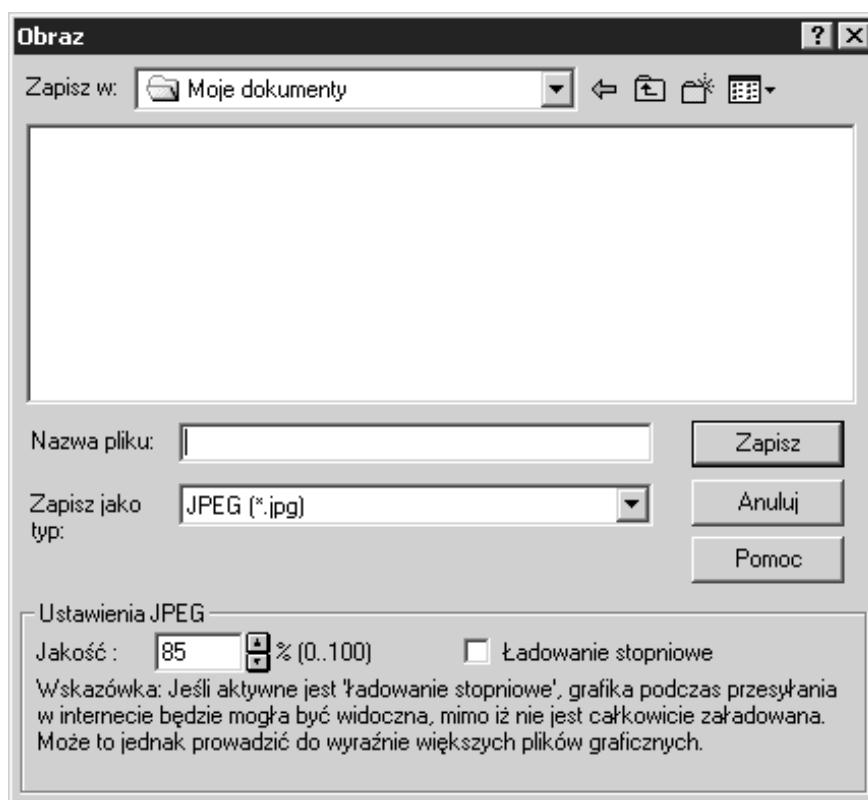 Obraz
Zapisz w: Moje dokumenty
Nazwa pliku:
Zapisz
Zapisz jako
typ:
JPEG (*.jpg)
Anuluj
Pomoc
Ustawienia JPEG
Jakość : 85 % (0..100) Ładowanie stopniowe
Wskazówka: Jeśli aktywne jest 'ładowanie stopniowe', grafika podczas przesyłania
w internecie będzie mogła być widoczna, mimo iż nie jest całkowicie załadowana.
Może to jednak prowadzić do wyraźnie większych plików graficznych.